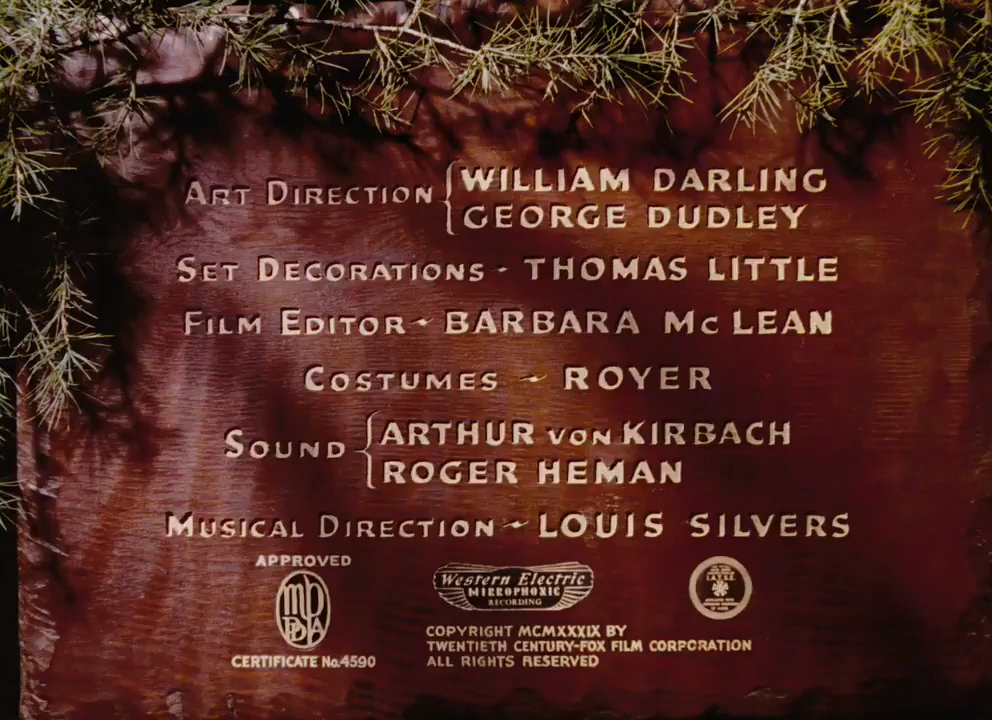 ART DIRECTION { WILLIAM DARLING
GEORGE DUDLEY
SET DECORATIONS - THOMAS LITTLE
FILM EDITOR ~ BARBARA McLEAN
COSTUMES ~ ROYER
SOUND { ARTHUR VON KIRBACH
ROGER HEMAN
MUSICAL DIRECTION ~ LOUIS SILVERS
APPROVED
MPPDA
CERTIFICATE No. 4590
Western Electric
MIRROPHONIC
RECORDING
I.A.T.S.E.
COPYRIGHT MCMXXXIX BY
TWENTIETH CENTURY-FOX FILM CORPORATION
ALL RIGHTS RESERVED